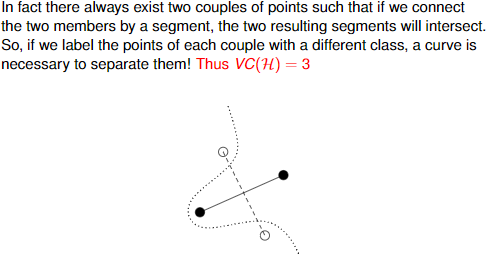 In fact there always exist two couples of points such that if we connect
the two members by a segment, the two resulting segments will intersect.
So, if we label the points of each couple with a different class, a curve is
necessary to separate them! Thus VC(ℋ) = 3